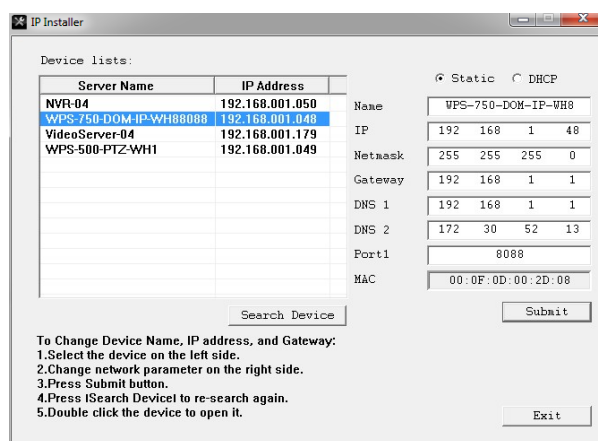 IP Installer
Device lists:
Server Name IP Address
NVR-04 192.168.001.050
WPS-750-DOM-IP-WH88088 192.168.001.048
VideoServer-04 192.168.001.179
WPS-500-PTZ-WH1 192.168.001.049
Search Device
To Change Device Name, IP address, and Gateway:
1.Select the device on the left side.
2.Change network parameter on the right side.
3.Press Submit button.
4.Press [Search Device] to re-search again.
5.Double click the device to open it.
Static DHCP
Name WPS-750-DOM-IP-WH8
IP 192 168 1 48
Netmask 255 255 255 0
Gateway 192 168 1 1
DNS 1 192 168 1 1
DNS 2 172 30 52 13
Port1 8088
MAC 00:0F:0D:00:2D:08
Submit
Exit